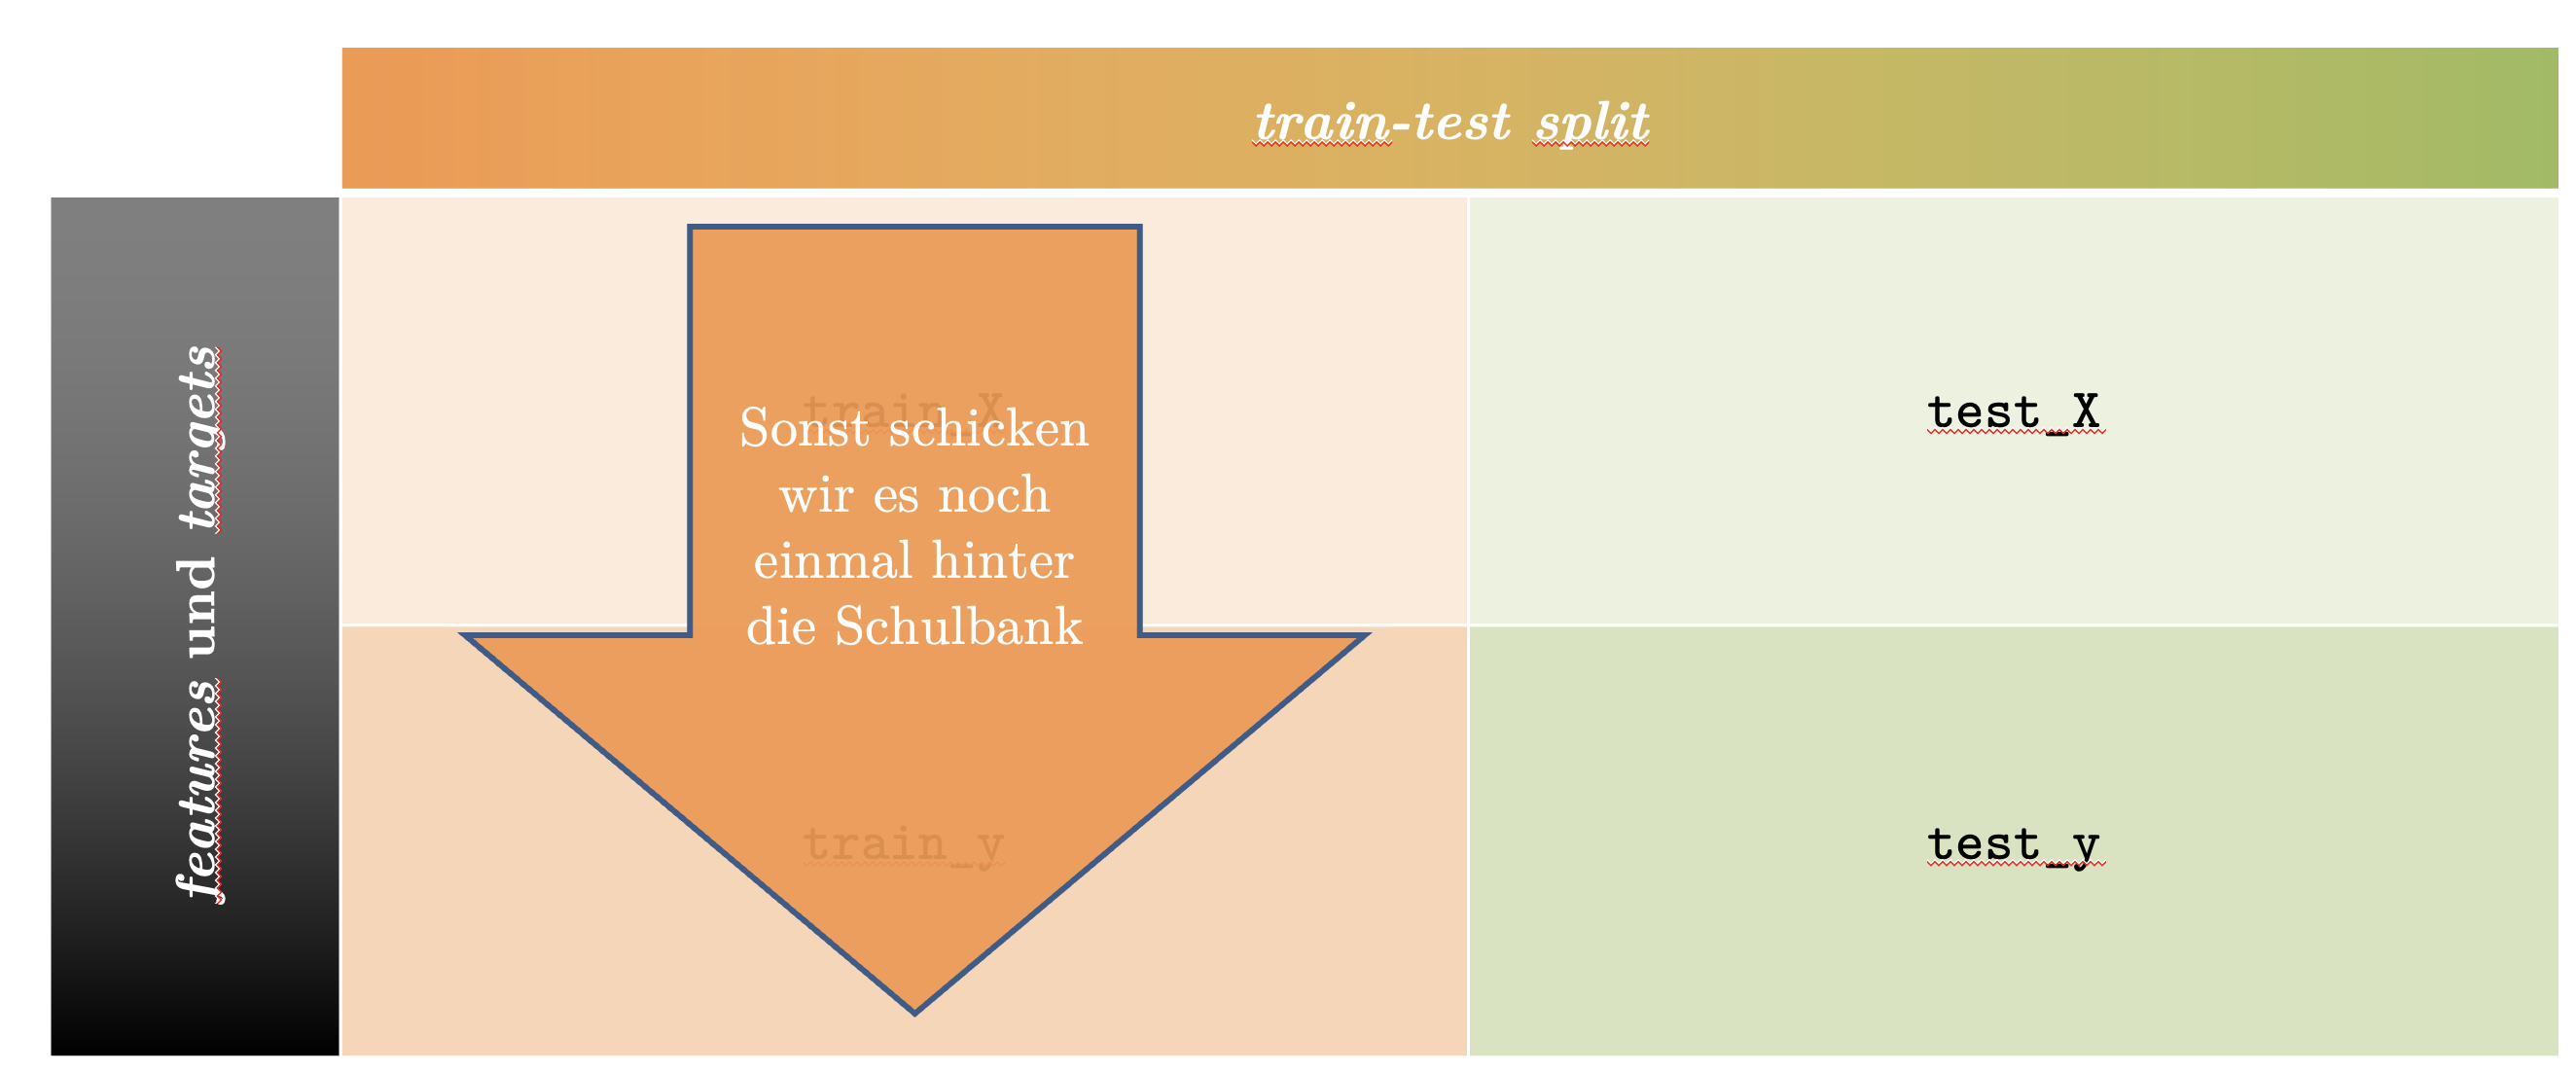 train-test split
features und targets
train_X
Sonst schicken
wir es noch
einmal hinter
die Schulbank
test_X
train_y
test_y